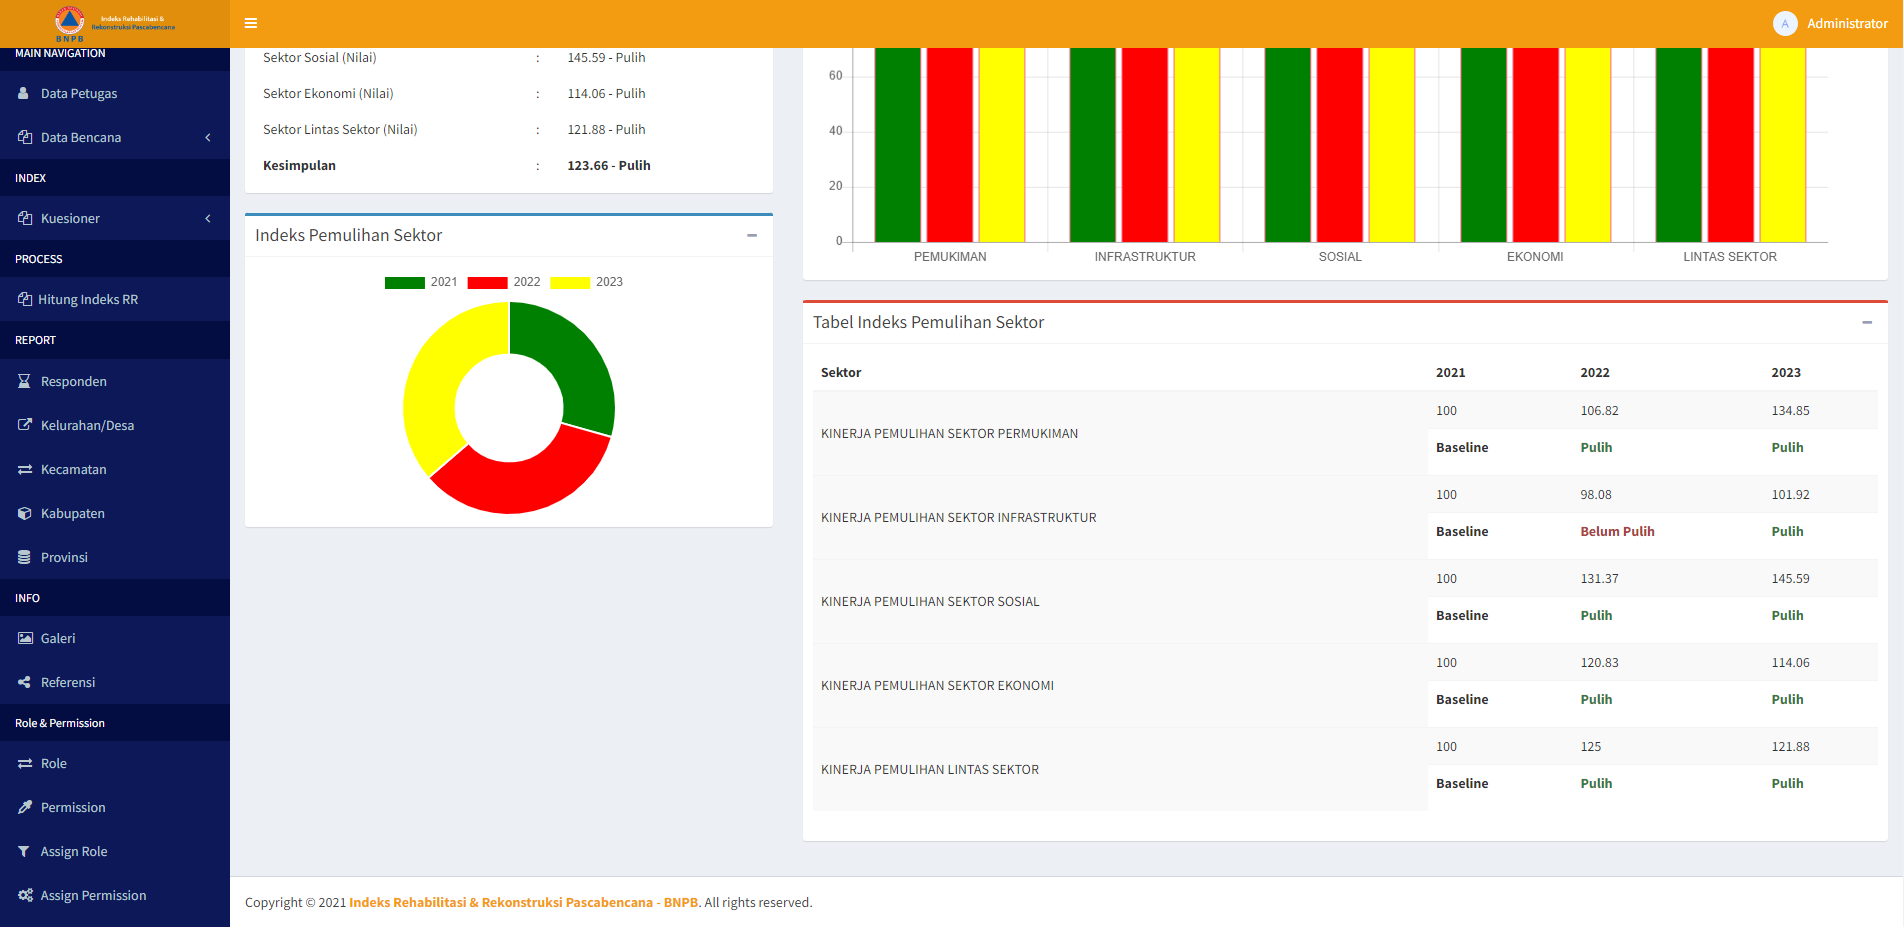 Indeks Rehabilitasi &
Rekonstruksi Pascabencana
BNPB
A Administrator
MAIN NAVIGATION
Data Petugas
Data Bencana
INDEX
Kuesioner
PROCESS
Hitung Indeks RR
REPORT
Responden
Kelurahan/Desa
Kecamatan
Kabupaten
Provinsi
INFO
Galeri
Referensi
Role & Permission
Role
Permission
Assign Role
Assign Permission
Sektor Sosial (Nilai) : 145.59 - Pulih
Sektor Ekonomi (Nilai) : 114.06 - Pulih
Sektor Lintas Sektor (Nilai) : 121.88 - Pulih
Kesimpulan : 123.66 - Pulih
Indeks Pemulihan Sektor
2021 2022 2023
60
40
20
0
PEMUKIMAN INFRASTRUKTUR SOSIAL EKONOMI LINTAS SEKTOR
Tabel Indeks Pemulihan Sektor
Sektor 2021 2022 2023
KINERJA PEMULIHAN SEKTOR PERMUKIMAN
100 106.82 134.85
Baseline Pulih Pulih
KINERJA PEMULIHAN SEKTOR INFRASTRUKTUR
100 98.08 101.92
Baseline Belum Pulih Pulih
KINERJA PEMULIHAN SEKTOR SOSIAL
100 131.37 145.59
Baseline Pulih Pulih
KINERJA PEMULIHAN SEKTOR EKONOMI
100 120.83 114.06
Baseline Pulih Pulih
KINERJA PEMULIHAN LINTAS SEKTOR
100 125 121.88
Baseline Pulih Pulih
Copyright © 2021 Indeks Rehabilitasi & Rekonstruksi Pascabencana - BNPB. All rights reserved.